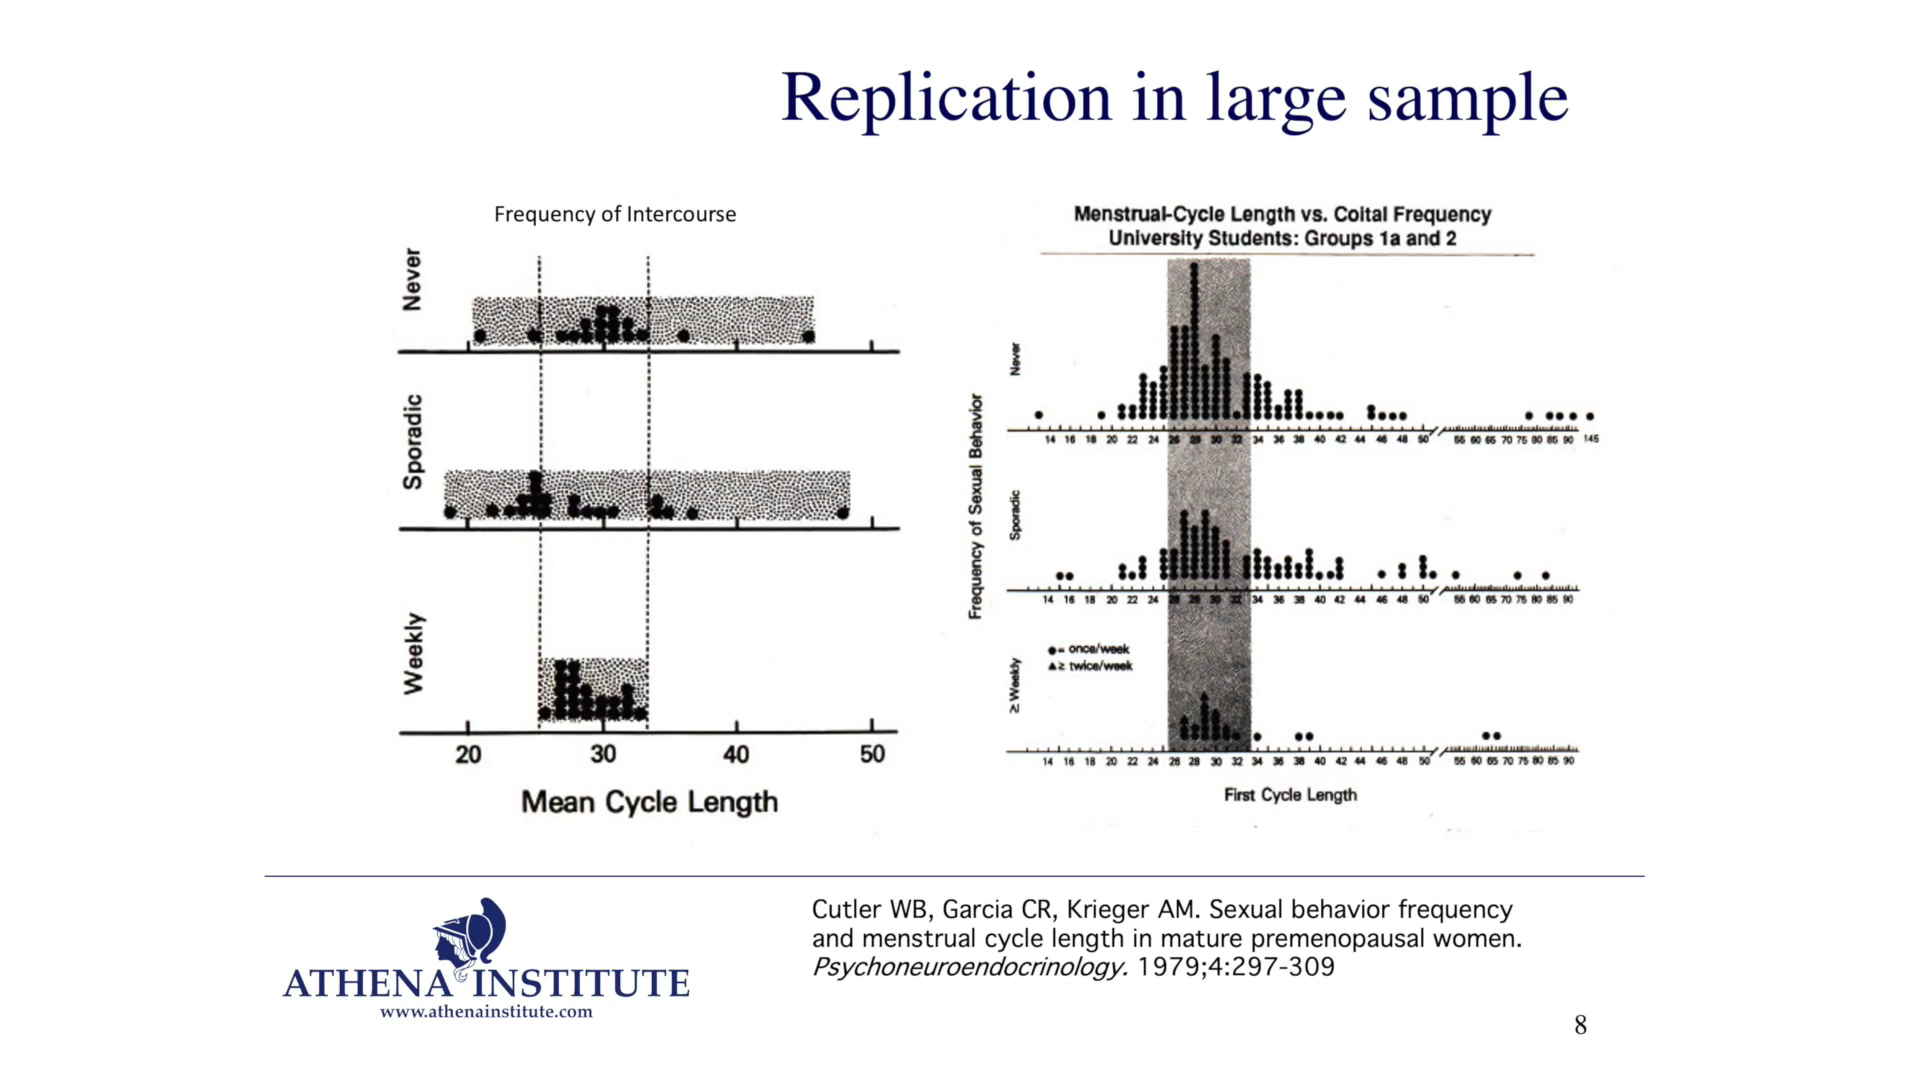 Replication in large sample
Frequency of Intercourse
Never
Sporadic
Weekly
20 30 40 50
Mean Cycle Length
Menstrual-Cycle Length vs. Coital Frequency
University Students: Groups 1a and 2
Frequency of Sexual Behavior
Never
14 16 18 20 22 24 26 28 30 32 34 36 38 40 42 44 46 48 50 55 60 65 70 75 80 85 90 145
Sporadic
14 16 18 20 22 24 26 28 30 32 34 36 38 40 42 44 46 48 50 55 60 65 70 75 80 85 90
● = once/week
▲ ≥ twice/week
≥ Weekly
14 16 18 20 22 24 26 28 30 32 34 36 38 40 42 44 46 48 50 55 60 65 70 75 80 85 90
First Cycle Length
ATHENA INSTITUTE
www.athenainstitute.com
Cutler WB, Garcia CR, Krieger AM. Sexual behavior frequency
and menstrual cycle length in mature premenopausal women.
Psychoneuroendocrinology. 1979;4:297-309
8